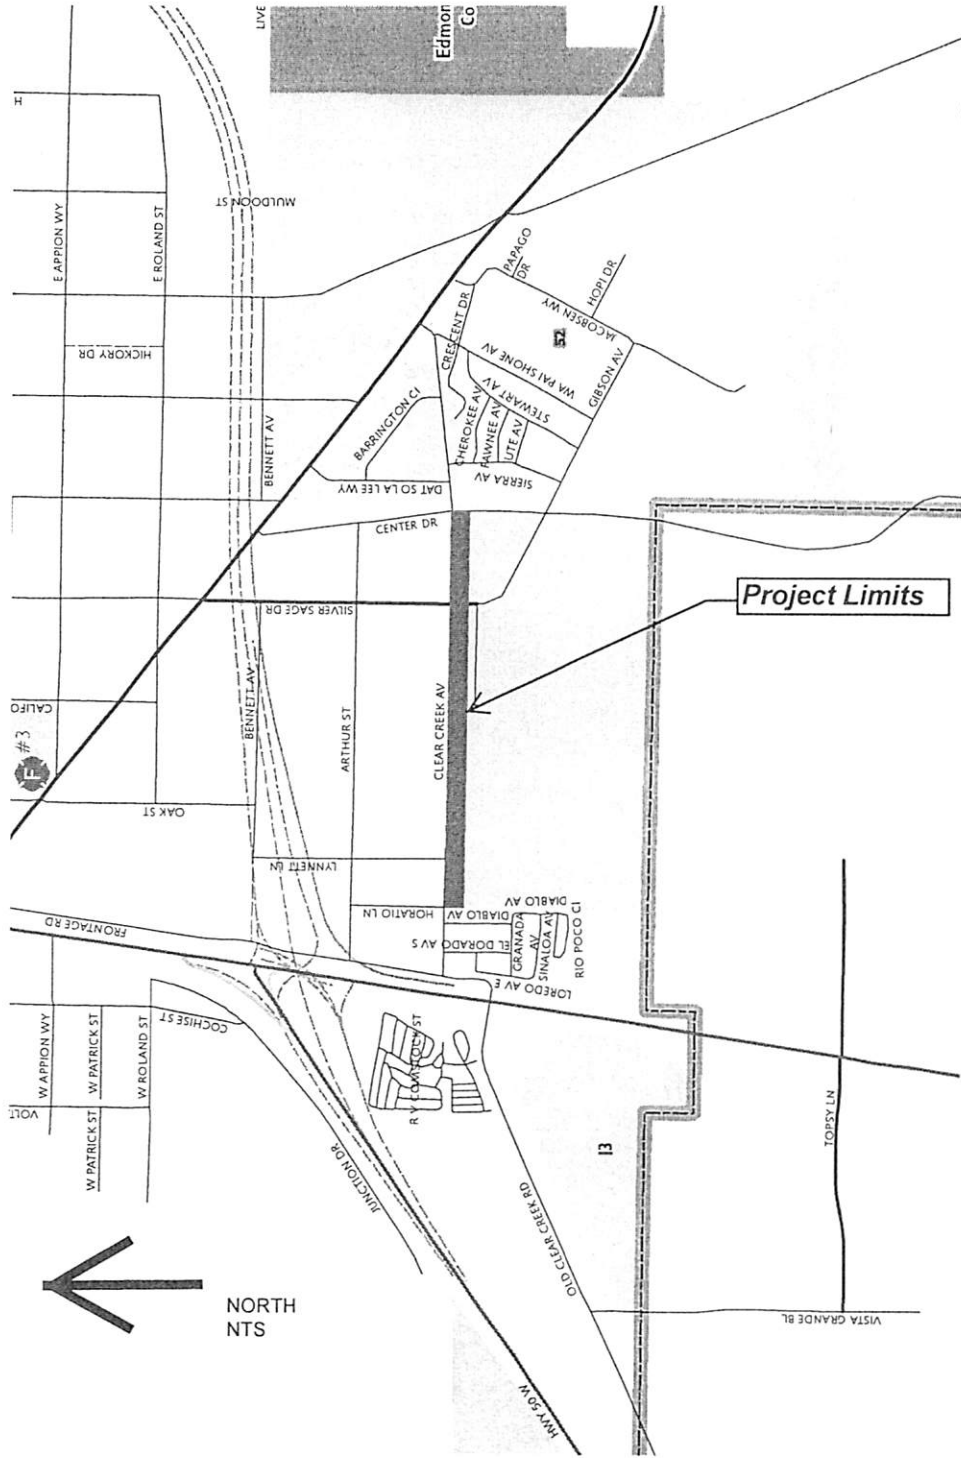 LIVE
Edmon
Co
H
E APPION WY
E ROLAND ST
MULDOON ST
HICKORY DR
BENNETT AV
PAPAGO
DR
HOPI DR
JACOBSEN WY
CRESCENT DR
52
WA PAI SHONE AV
STEWART AV
GIBSON AV
BARRINGTON CI
CHEROKEE AV
PAWNEE AV
UTE AV
SIERRA AV
DAT SO LA LEE WY
CENTER DR
SILVER SAGE DR
Project Limits
CALIFO
#3
F
BENNETT AV
ARTHUR ST
CLEAR CREEK AV
OAK ST
LYNNETT LN
HORATIO LN
DIABLO AV
DIABLO AV
EL DORADO AV S
GRANADA
AV
SINALOA AV
RIO POCO CI
LOREDO AV E
FRONTAGE RD
COCHISE ST
W APPION WY
W PATRICK ST
W ROLAND ST
VOLT
W PATRICK ST
R V COMSTOCK ST
JUNCTION DR
OLD CLEAR CREEK RD
13
TOPSY LN
VISTA GRANDE BL
HWY 50 W
NORTH
NTS